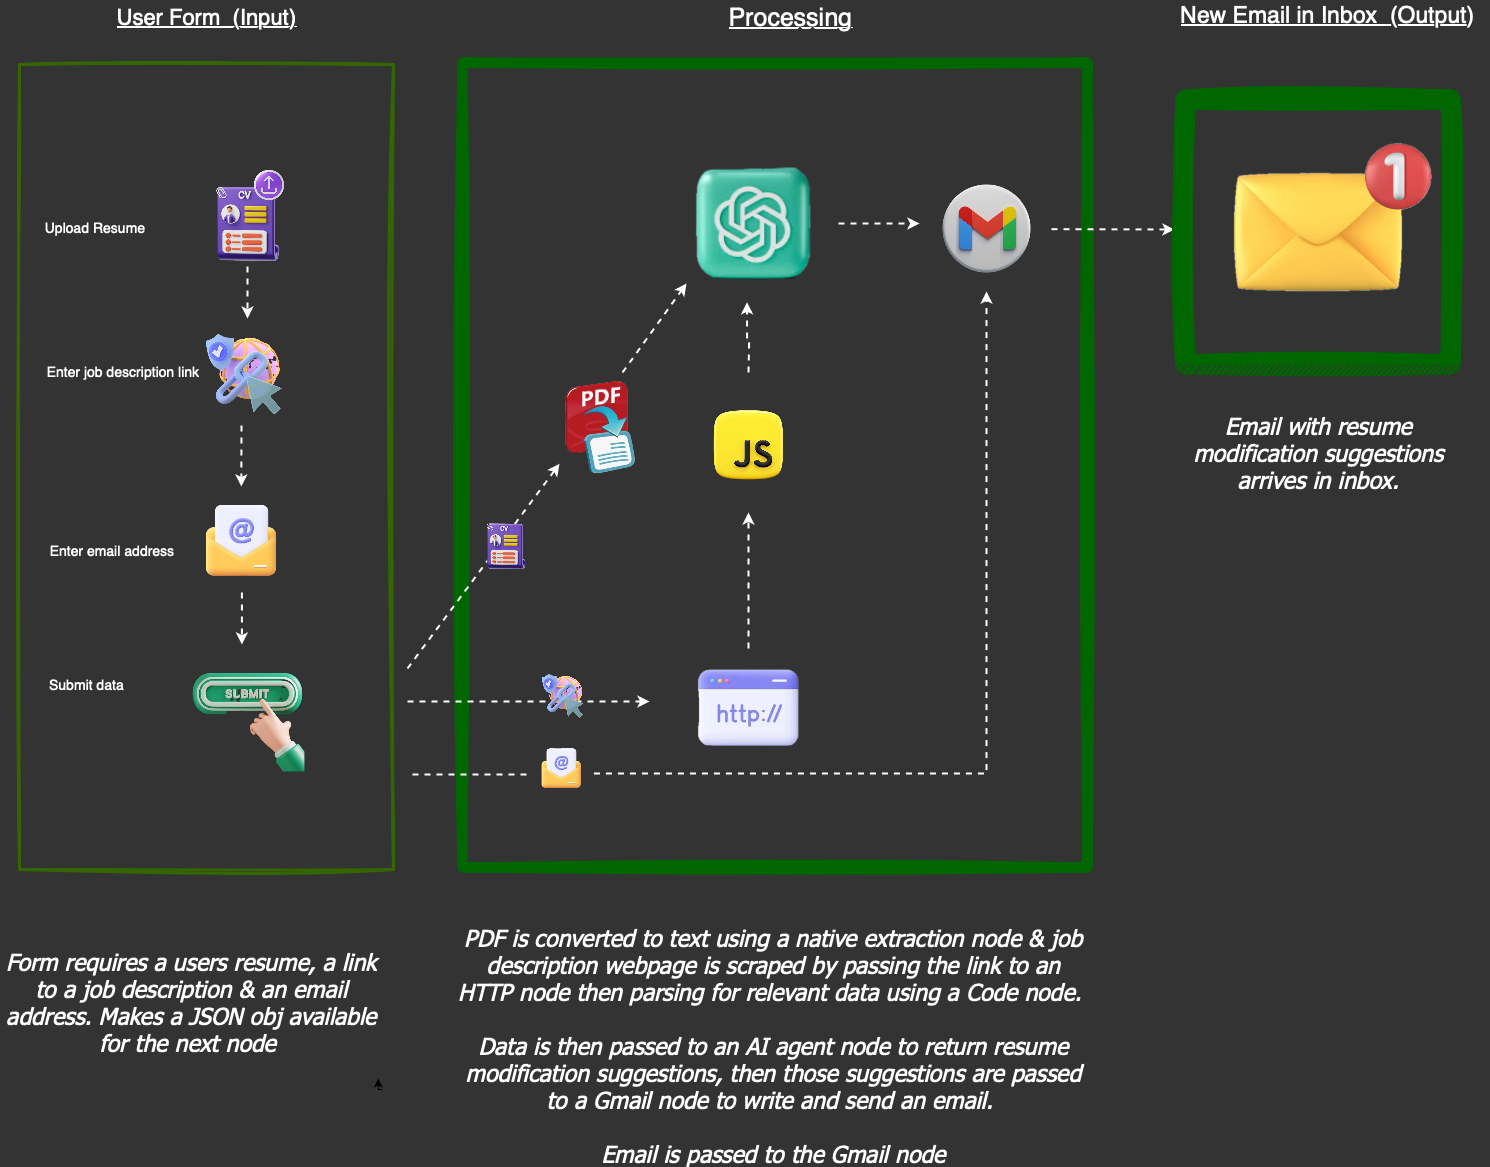 User Form  (Input)
Processing
New Email in Inbox  (Output)
CV
Upload Resume
Enter job description link
@
Enter email address
Submit data
SUBMIT
PDF
JS
CV
http://
@
1
Email with resume
modification suggestions
arrives in inbox.
Form requires a users resume, a link
to a job description & an email
address. Makes a JSON obj available
for the next node
PDF is converted to text using a native extraction node & job
description webpage is scraped by passing the link to an
HTTP node then parsing for relevant data using a Code node.
Data is then passed to an AI agent node to return resume
modification suggestions, then those suggestions are passed
to a Gmail node to write and send an email.
Email is passed to the Gmail node